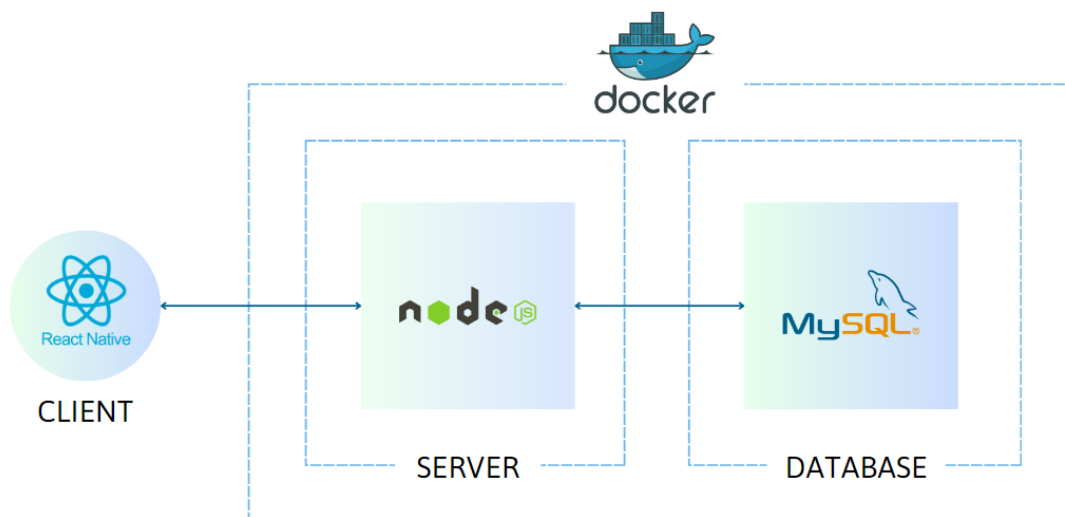 docker
React Native
CLIENT
node
JS
SERVER
MySQL®
DATABASE